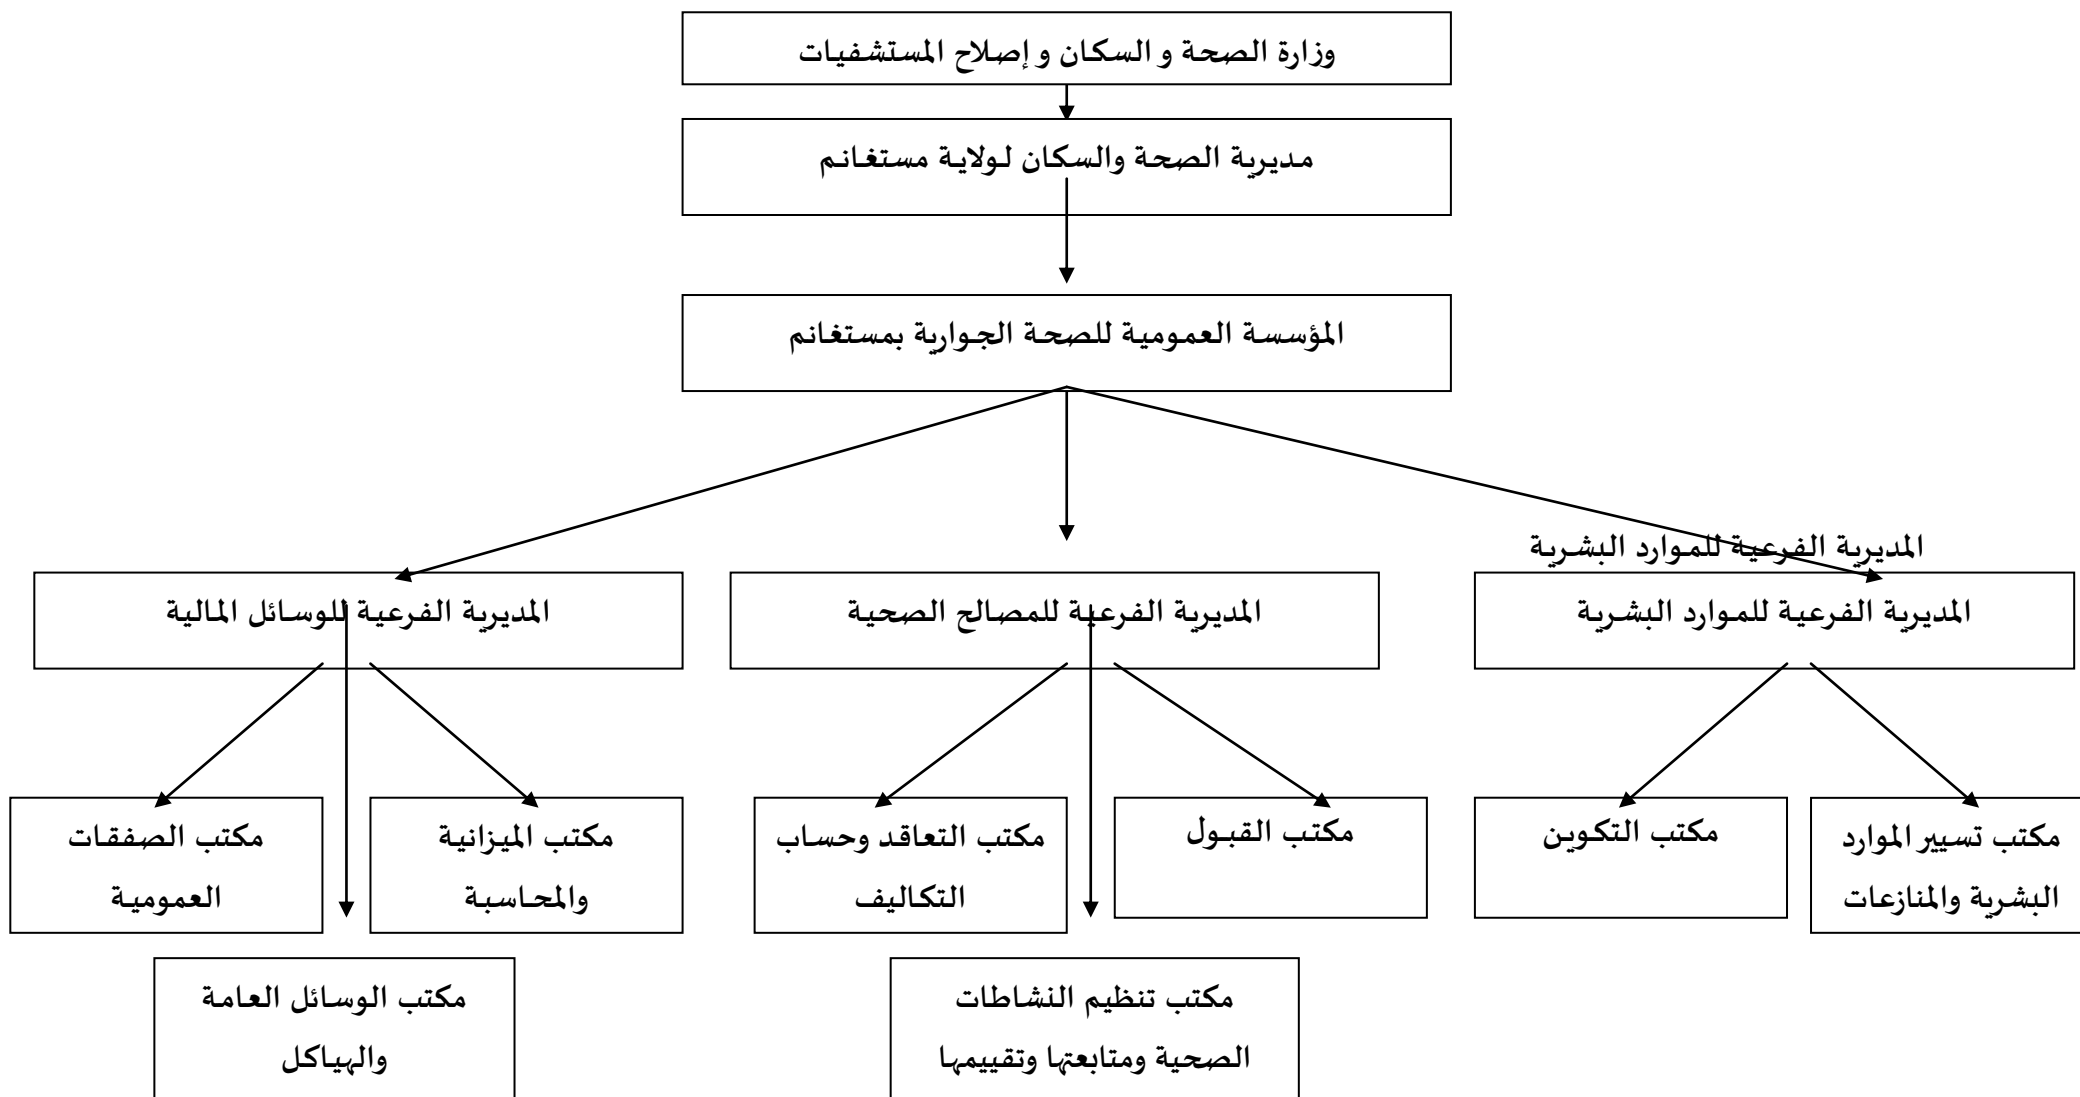 وزارة الصحة و السكان و إصلاح المستشفيات
مديرية الصحة والسكان لولاية مستغانم
المؤسسة العمومية للصحة الجوارية بمستغانم
المديرية الفرعية للموارد البشرية
المديرية الفرعية للموارد البشرية
المديرية الفرعية للمصالح الصحية
المديرية الفرعية للوسائل المالية
مكتب تسيير الموارد
البشرية والمنازعات
مكتب التكوين
مكتب القبول
مكتب التعاقد وحساب
التكاليف
مكتب الميزانية
والمحاسبة
مكتب الصفقات
العمومية
مكتب تنظيم النشاطات
الصحية ومتابعتها وتقييمها
مكتب الوسائل العامة
والهياكل